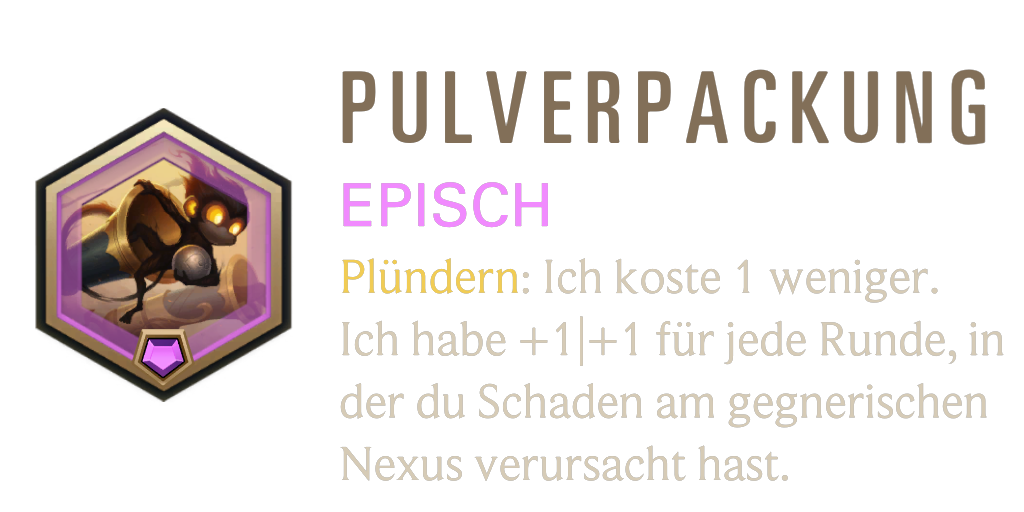 PULVERPACKUNG
EPISCH
Plündern: Ich koste 1 weniger.
Ich habe +1|+1 für jede Runde, in
der du Schaden am gegnerischen
Nexus verursacht hast.